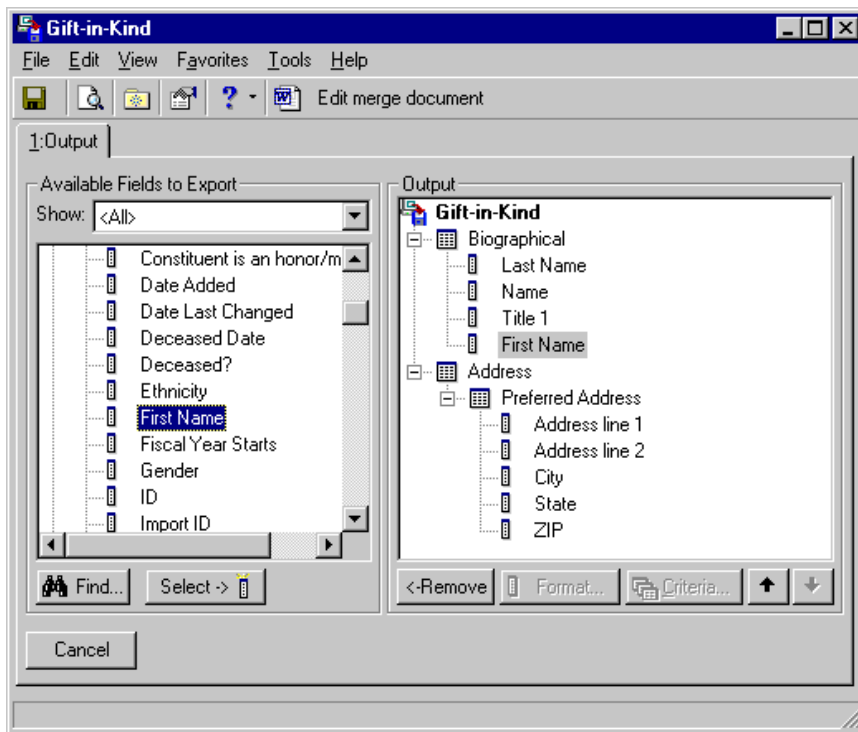 Gift-in-Kind
File Edit View Favorites Tools Help
? Edit merge document
1:Output
Available Fields to Export
Show: <All>
Constituent is an honor/m
Date Added
Date Last Changed
Deceased Date
Deceased?
Ethnicity
First Name
Fiscal Year Starts
Gender
ID
Import ID
Find...
Select ->
Output
Gift-in-Kind
Biographical
Last Name
Name
Title 1
First Name
Address
Preferred Address
Address line 1
Address line 2
City
State
ZIP
<-Remove
Format...
Criteria...
Cancel